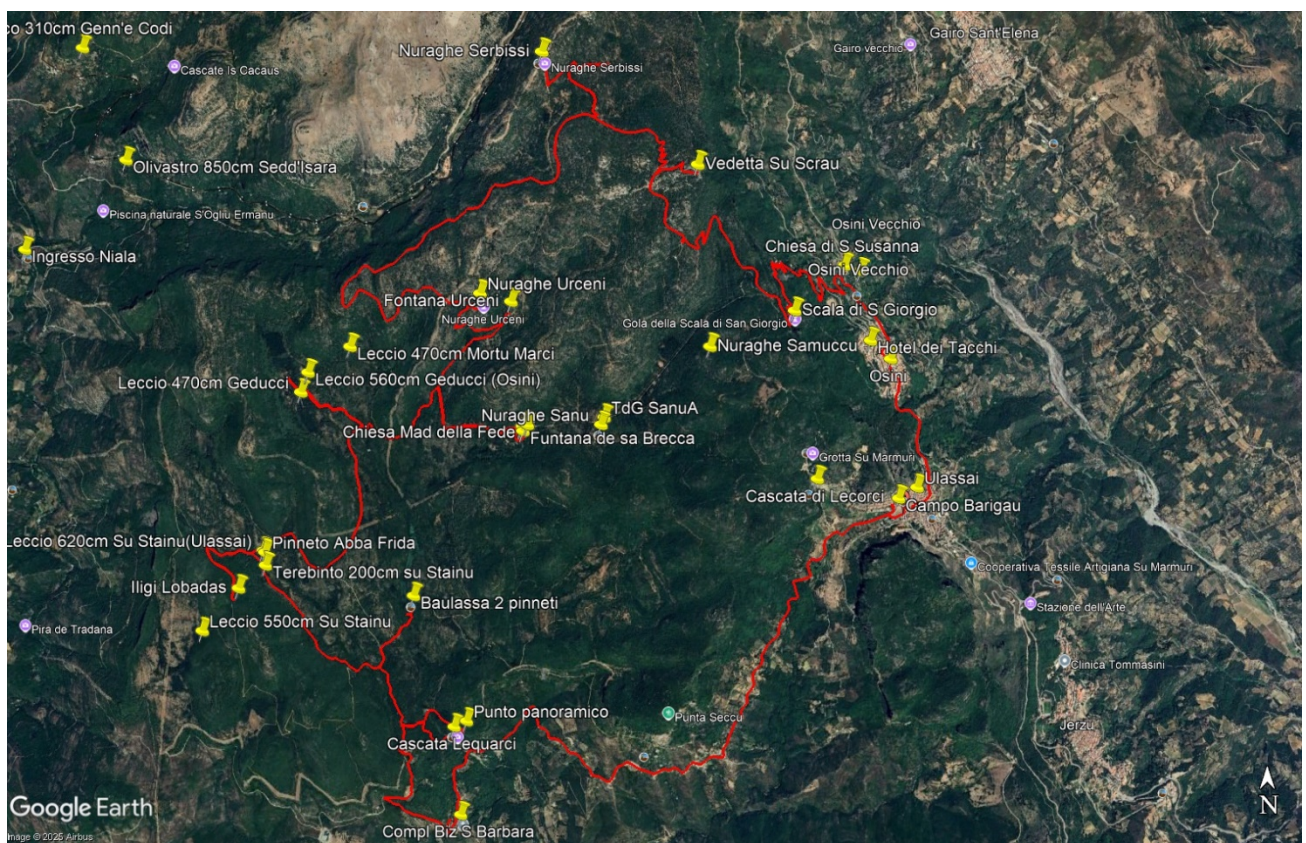 co 310cm Genn'e Codi
Cascate Is Cacaus
Nuraghe Serbissi
Nuraghe Serbissi
Gairo vecchio
Gairo Sant'Elena
Olivastro 850cm Sedd'Isara
Vedetta Su Scrau
Piscina naturale S'Ogliu Ermanu
Ingresso Niala
Osini Vecchio
Chiesa di S Susanna
Osini Vecchio
Nuraghe Urceni
Fontana Urceni
Nuraghe Urceni
Scala di S Giorgio
Gola della Scala di San Giorgio
Nuraghe Samuccu
Hotel dei Tacchi
Osini
Leccio 470cm Mortu Marci
Leccio 560cm Geducci (Osini)
Leccio 470cm Geducci
TdG SanuA
Nuraghe Sanu
Chiesa Mad della Fede
Funtana de sa Brecca
Grotta Su Marmuri
Cascata di Lecorci
Ulassai
Campo Barigau
Leccio 620cm Su Stainu(Ulassai)
Pinneto Abba Frida
Terebinto 200cm su Stainu
Iligi Lobadas
Baulassa 2 pinneti
Leccio 550cm Su Stainu
Pira de Tradana
Cooperativa Tessile Artigiana Su Marmuri
Stazione dell'Arte
Clinica Tommasini
Jerzu
Punta Seccu
Punto panoramico
Cascata Lequarci
Compl Biz S Barbara
Google Earth
Image © 2025 Airbus
N